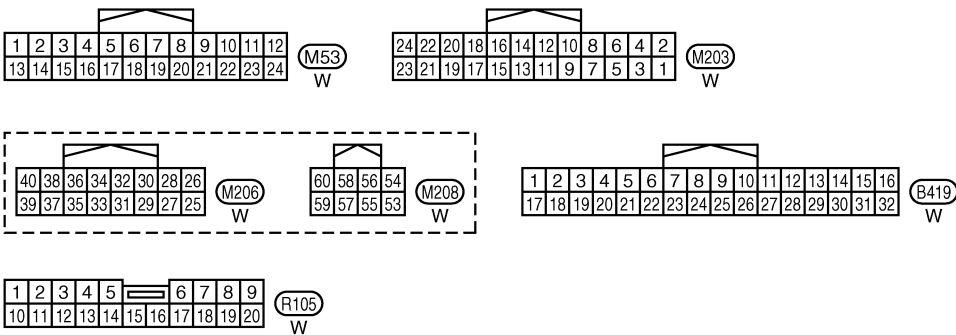 1 2 3 4 5 6 7 8 9 10 11 12
13 14 15 16 17 18 19 20 21 22 23 24
M53
W
24 22 20 18 16 14 12 10 8 6 4 2
23 21 19 17 15 13 11 9 7 5 3 1
M203
W
40 38 36 34 32 30 28 26
39 37 35 33 31 29 27 25
M206
W
60 58 56 54
59 57 55 53
M208
W
1 2 3 4 5 6 7 8 9 10 11 12 13 14 15 16
17 18 19 20 21 22 23 24 25 26 27 28 29 30 31 32
B419
W
1 2 3 4 5 6 7 8 9
10 11 12 13 14 15 16 17 18 19 20
R105
W